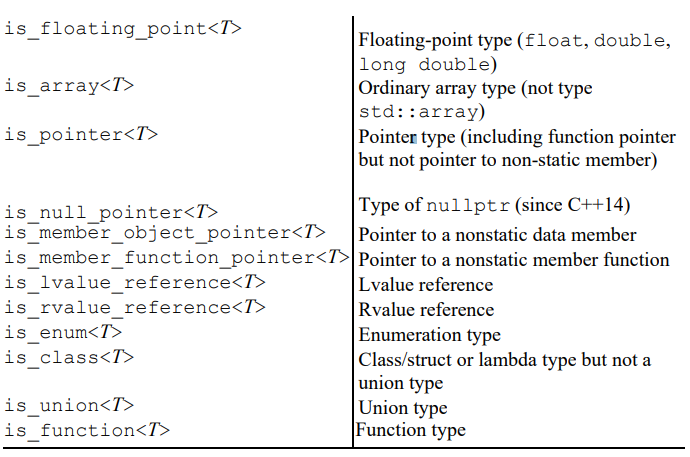 is_floating_point<T>
Floating-point type (float, double,
long double)
is_array<T>
Ordinary array type (not type
std::array)
is_pointer<T>
Pointer type (including function pointer
but not pointer to non-static member)
is_null_pointer<T>
Type of nullptr (since C++14)
is_member_object_pointer<T>
Pointer to a nonstatic data member
is_member_function_pointer<T>
Pointer to a nonstatic member function
is_lvalue_reference<T>
Lvalue reference
is_rvalue_reference<T>
Rvalue reference
is_enum<T>
Enumeration type
is_class<T>
Class/struct or lambda type but not a
union type
is_union<T>
Union type
is_function<T>
Function type